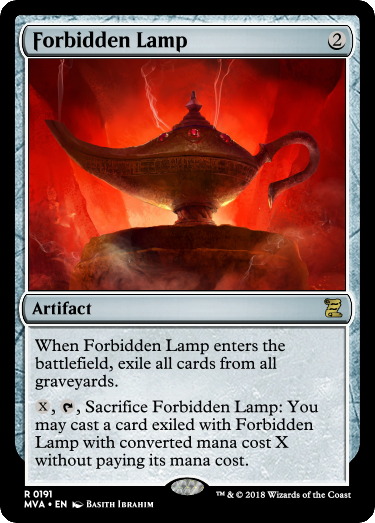 Forbidden Lamp 2
Artifact
When Forbidden Lamp enters the
battlefield, exile all cards from all
graveyards.
X, , Sacrifice Forbidden Lamp: You
may cast a card exiled with Forbidden
Lamp with converted mana cost X
without paying its mana cost.
R 0191
MVA • EN Basith Ibrahim
™ & © 2018 Wizards of the Coast